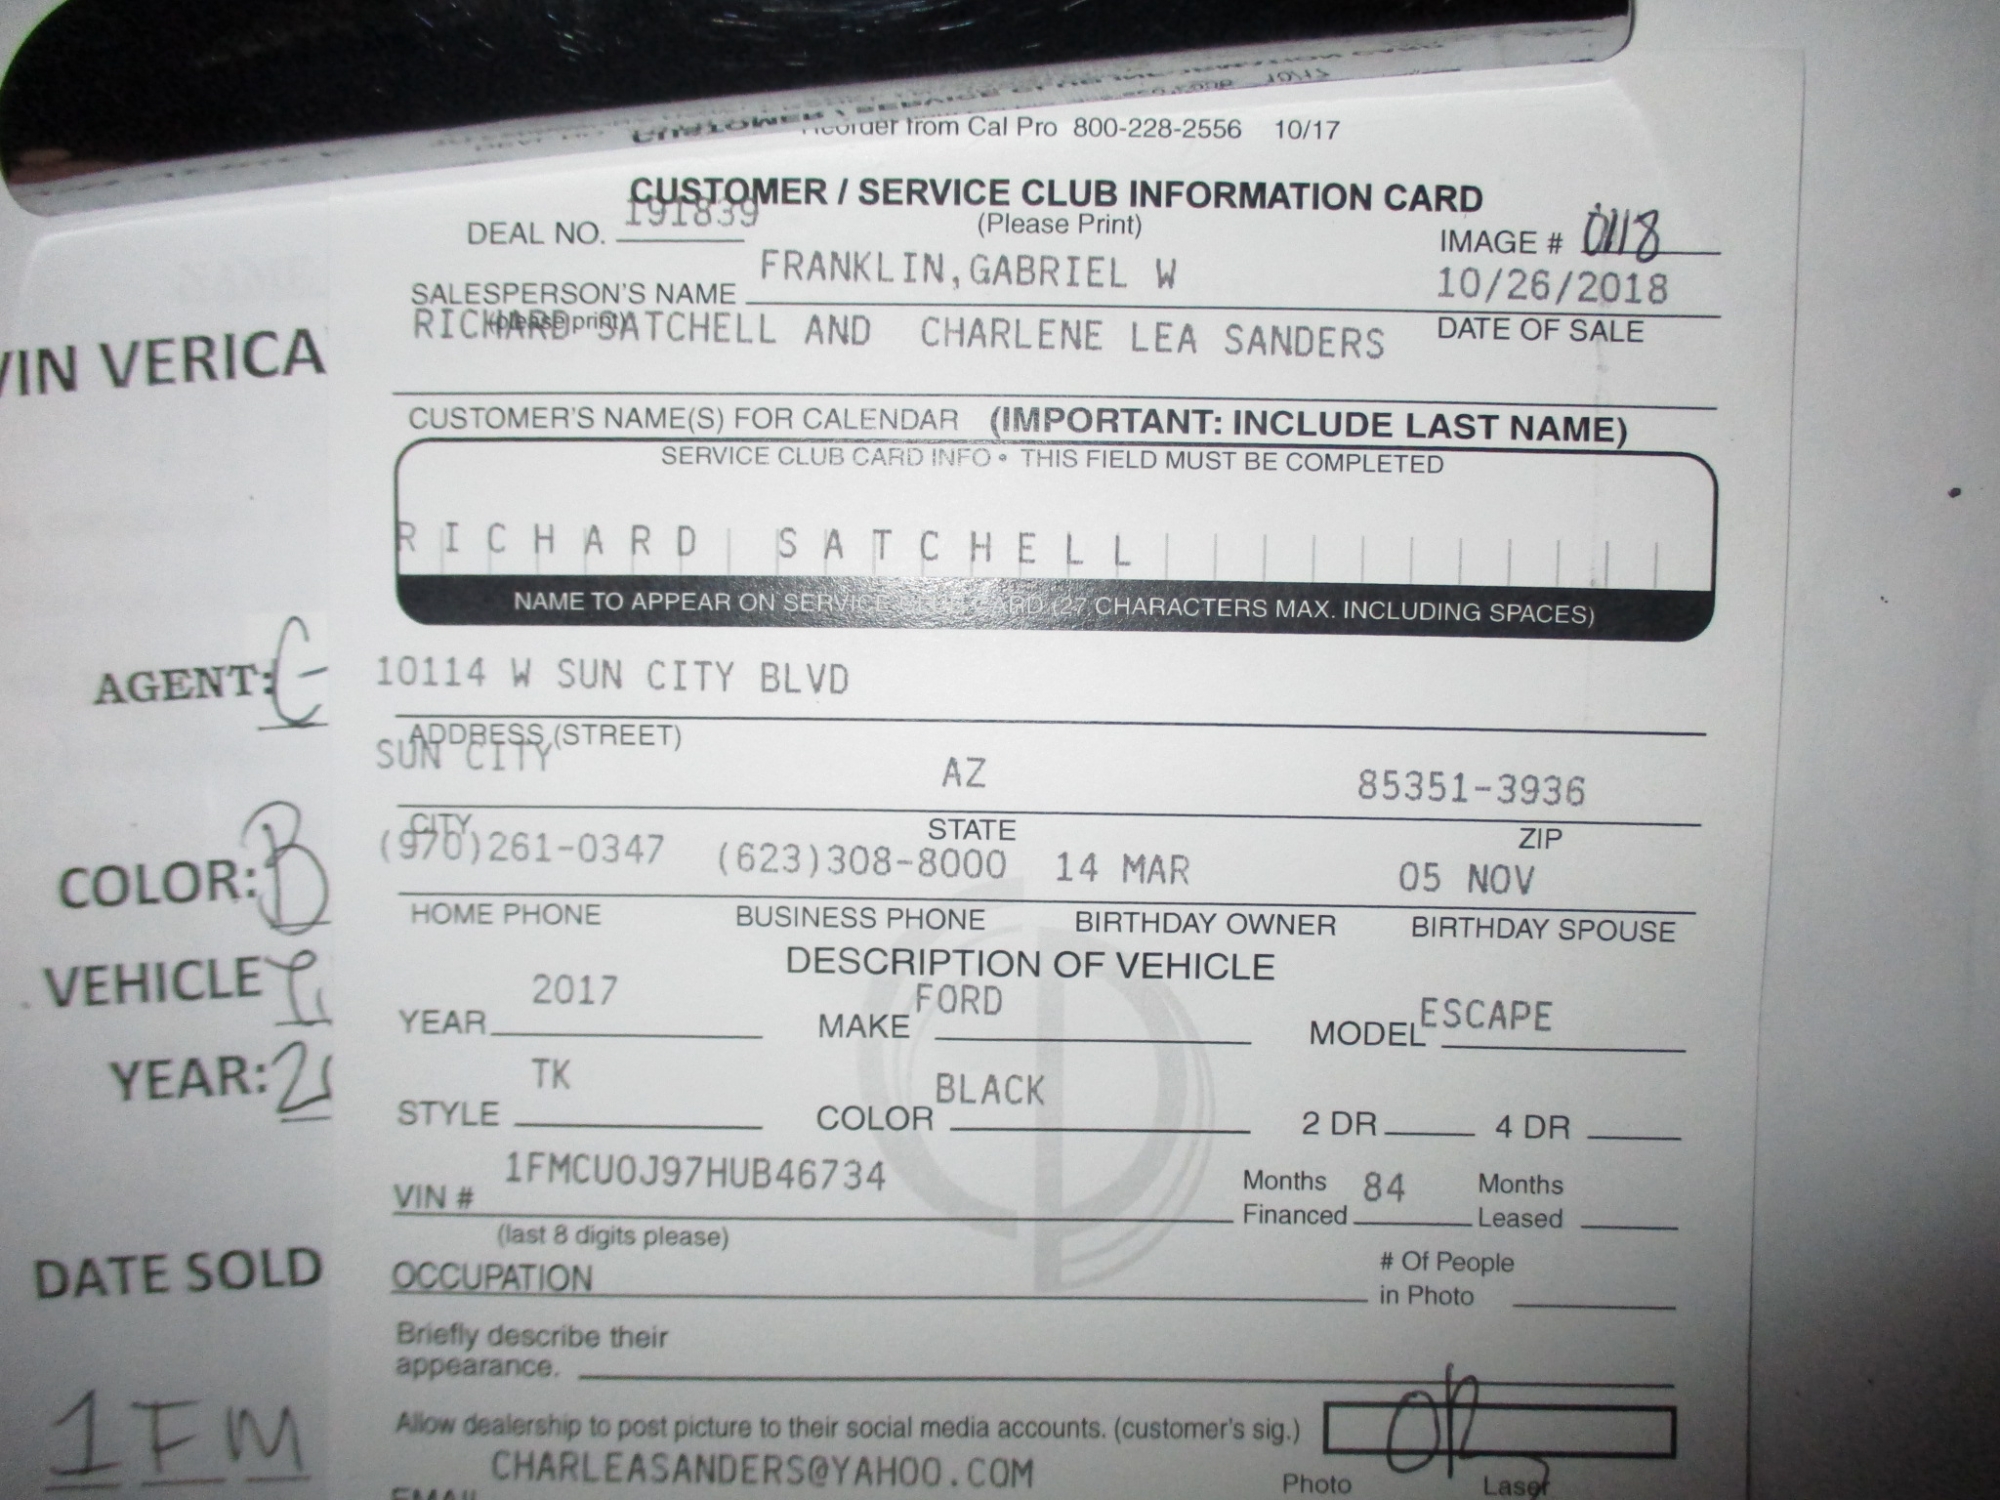 Reorder from Cal Pro 800-228-2556 10/17
CUSTOMER / SERVICE CLUB INFORMATION CARD
(Please Print)
DEAL NO. 191839
IMAGE # 0118
FRANKLIN,GABRIEL W
10/26/2018
SALESPERSON'S NAME
(please print)
DATE OF SALE
RICHARD SATCHELL AND CHARLENE LEA SANDERS
CUSTOMER'S NAME(S) FOR CALENDAR (IMPORTANT: INCLUDE LAST NAME)
SERVICE CLUB CARD INFO • THIS FIELD MUST BE COMPLETED
RICHARD SATCHELL
NAME TO APPEAR ON SERVICE CLUB CARD (27 CHARACTERS MAX. INCLUDING SPACES)
10114 W SUN CITY BLVD
ADDRESS (STREET)
SUN CITY AZ 85351-3936
CITY STATE ZIP
(970)261-0347 (623)308-8000 14 MAR 05 NOV
HOME PHONE BUSINESS PHONE BIRTHDAY OWNER BIRTHDAY SPOUSE
DESCRIPTION OF VEHICLE
YEAR 2017 MAKE FORD MODEL ESCAPE
STYLE TK COLOR BLACK 2 DR 4 DR
VIN # 1FMCU0J97HUB46734
Months Financed 84 Months Leased
(last 8 digits please)
OCCUPATION
# Of People in Photo
Briefly describe their
appearance.
Allow dealership to post picture to their social media accounts. (customer's sig.)
CHARLEASANDERS@YAHOO.COM
EMAIL
Photo Laser
VIN VERICA
AGENT: C
COLOR: B
VEHICLE
YEAR: 2
DATE SOLD
1 F M